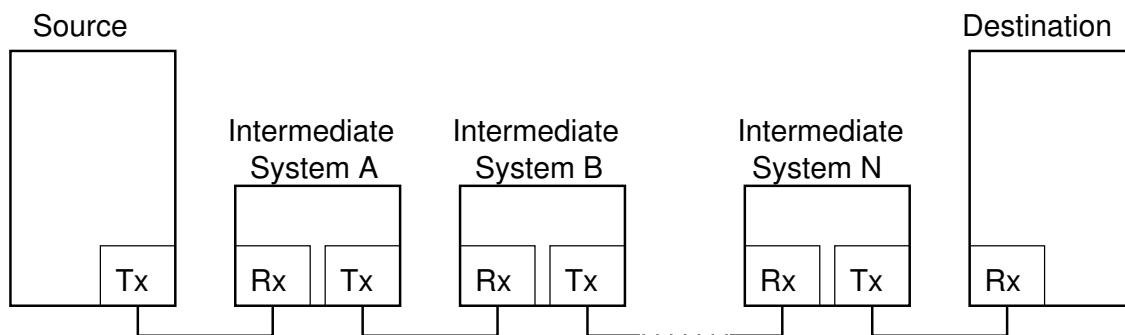 Source
Destination
Intermediate
System A
Intermediate
System B
Intermediate
System N
Tx
Rx
Tx
Rx
Tx
Rx
Tx
Rx